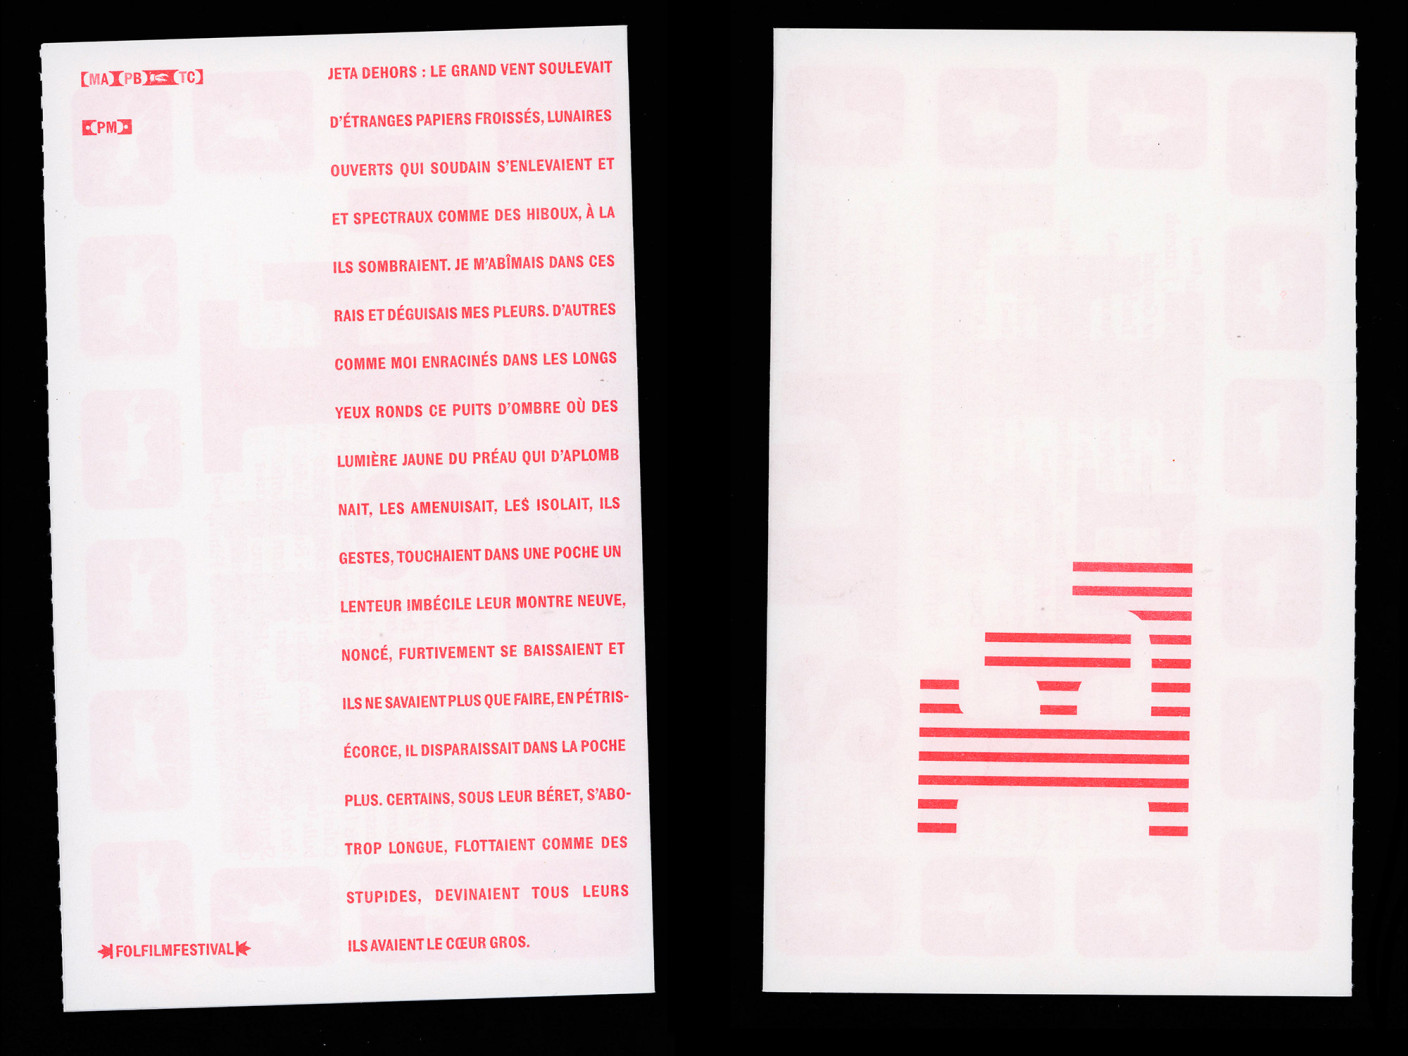 [MA][PB][TC]
[PM]
JETA DEHORS : LE GRAND VENT SOULEVAIT
D'ÉTRANGES PAPIERS FROISSÉS, LUNAIRES
OUVERTS QUI SOUDAIN S'ENLEVAIENT ET
ET SPECTRAUX COMME DES HIBOUX, À LA
ILS SOMBRAIENT. JE M'ABÎMAIS DANS CES
RAIS ET DÉGUISAIS MES PLEURS. D'AUTRES
COMME MOI ENRACINÉS DANS LES LONGS
YEUX RONDS CE PUITS D'OMBRE OÙ DES
LUMIÈRE JAUNE DU PRÉAU QUI D'APLOMB
NAIT, LES AMENUISAIT, LES ISOLAIT, ILS
GESTES, TOUCHAIENT DANS UNE POCHE UN
LENTEUR IMBÉCILE LEUR MONTRE NEUVE,
NONCÉ, FURTIVEMENT SE BAISSAIENT ET
ILS NE SAVAIENT PLUS QUE FAIRE, EN PÉTRIS-
ÉCORCE, IL DISPARAISSAIT DANS LA POCHE
PLUS. CERTAINS, SOUS LEUR BÉRET, S'ABO-
TROP LONGUE, FLOTTAIENT COMME DES
STUPIDES, DEVINAIENT TOUS LEURS
ILS AVAIENT LE CŒUR GROS.
FOLFILMFESTIVAL